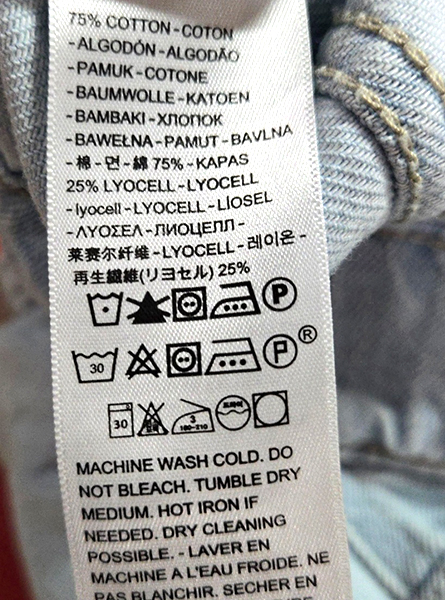 75% COTTON-COTON
-ALGODÓN-ALGODÃO
-PAMUK-COTONE
-BAUMWOLLE-KATOEN
-BAMBAKI-ХЛОПОК
-BAWEŁNA-PAMUT-BAVLNA
-棉-면-綿 75%-KAPAS
25% LYOCELL-LYOCELL
-lyocell-LYOCELL-LIOSEL
-ΛΥΟΣΕΛ-ЛИОЦЕЛЛ-
莱赛尔纤维-LYOCELL-레이온-
再生繊維(リヨセル) 25%
P
30 P ®
30 3 180-210
MACHINE WASH COLD. DO
NOT BLEACH. TUMBLE DRY
MEDIUM. HOT IRON IF
NEEDED. DRY CLEANING
POSSIBLE. - LAVER EN
MACHINE A L'EAU FROIDE. NE
PAS BLANCHIR. SECHER EN